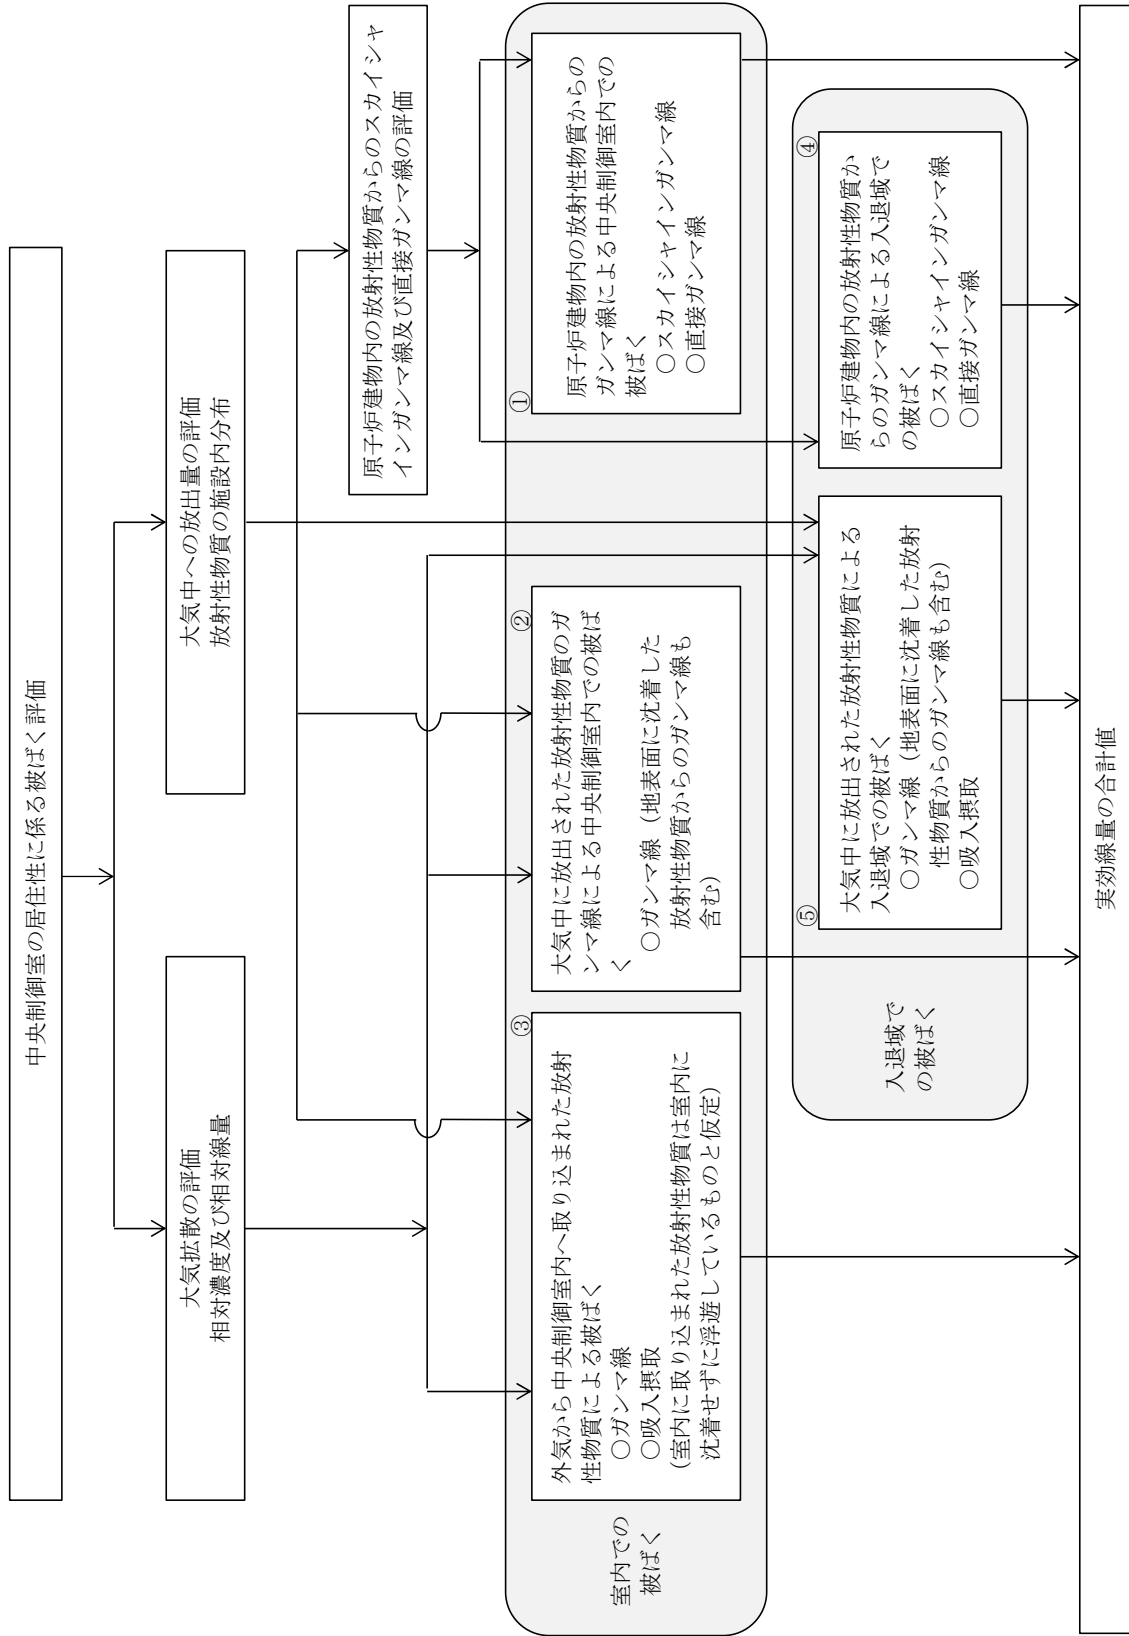 中央制御室の居住性に係る被ばく評価
大気拡散の評価
相対濃度及び相対線量
大気中への放出量の評価
放射性物質の施設内分布
原子炉建物内の放射性物質からのスカイシャ
インガンマ線及び直接ガンマ線の評価
室内での
被ばく
③
外気から中央制御室内へ取り込まれた放射
性物質による被ばく
○ガンマ線
○吸入摂取
(室内に取り込まれた放射性物質は室内に
沈着せずに浮遊しているものと仮定)
②
大気中に放出された放射性物質のガ
ンマ線による中央制御室内での被ば
く
○ガンマ線（地表面に沈着した
放射性物質からのガンマ線も
含む）
①
原子炉建物内の放射性物質からの
ガンマ線による中央制御室内での
被ばく
○スカイシャインガンマ線
○直接ガンマ線
入退域で
の被ばく
⑤
大気中に放出された放射性物質による
入退域での被ばく
○ガンマ線（地表面に沈着した放射
性物質からのガンマ線も含む）
○吸入摂取
④
原子炉建物内の放射性物質か
らのガンマ線による入退域で
の被ばく
○スカイシャインガンマ線
○直接ガンマ線
実効線量の合計値